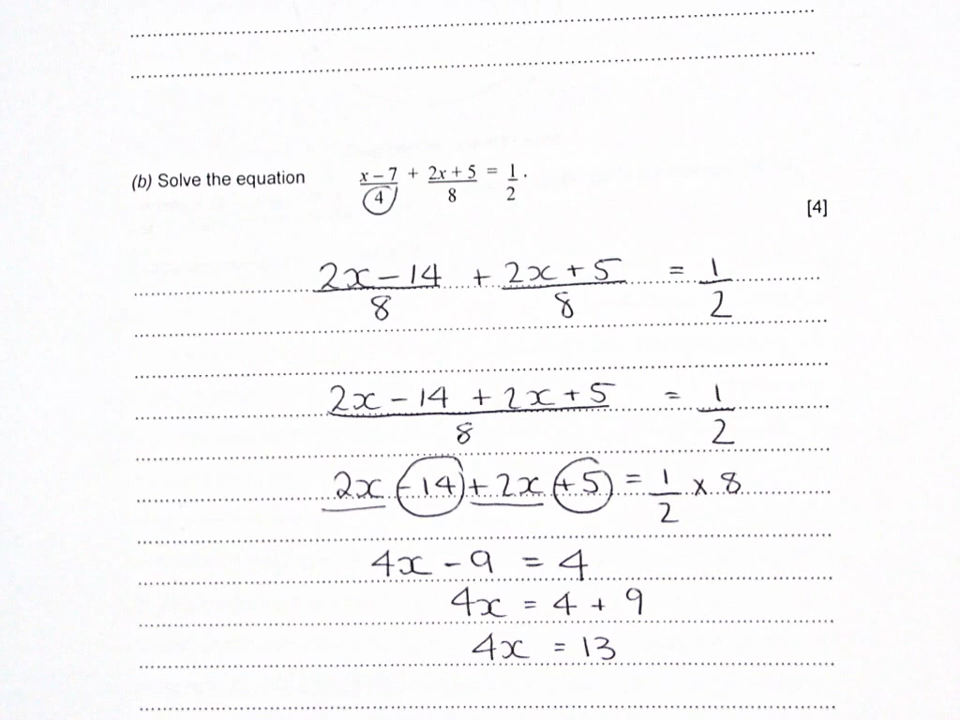 (b) Solve the equation (x – 7)/4 + (2x + 5)/8 = 1/2 .
[4]
(2x – 14)/8 + (2x + 5)/8 = 1/2
(2x – 14 + 2x + 5)/8 = 1/2
2x – 14 + 2x + 5 = 1/2 × 8
4x – 9 = 4
4x = 4 + 9
4x = 13